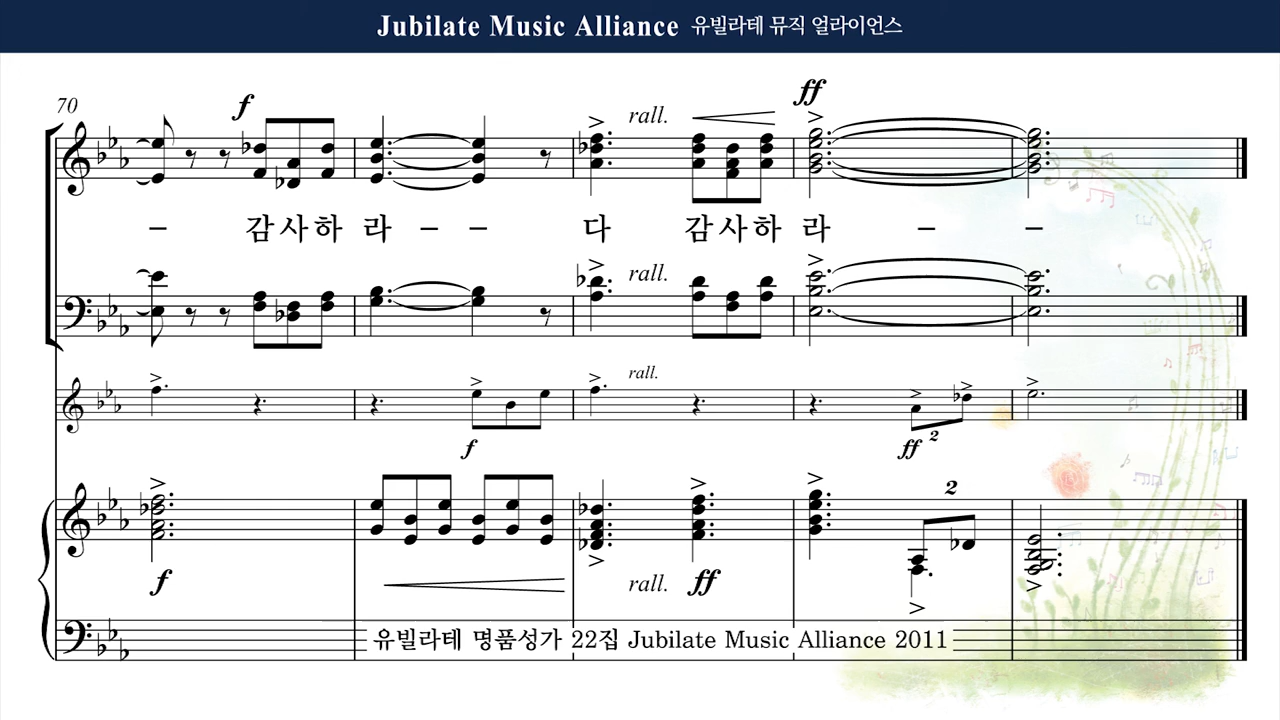 Jubilate Music Alliance 유빌라테 뮤직 얼라이언스
70
f
rall.
ff
– 감사하 라 – – 다 감사하 라 – –
rall.
rall.
f
ff 2
2
f
rall. ff
유빌라테 명품성가 22집 Jubilate Music Alliance 2011